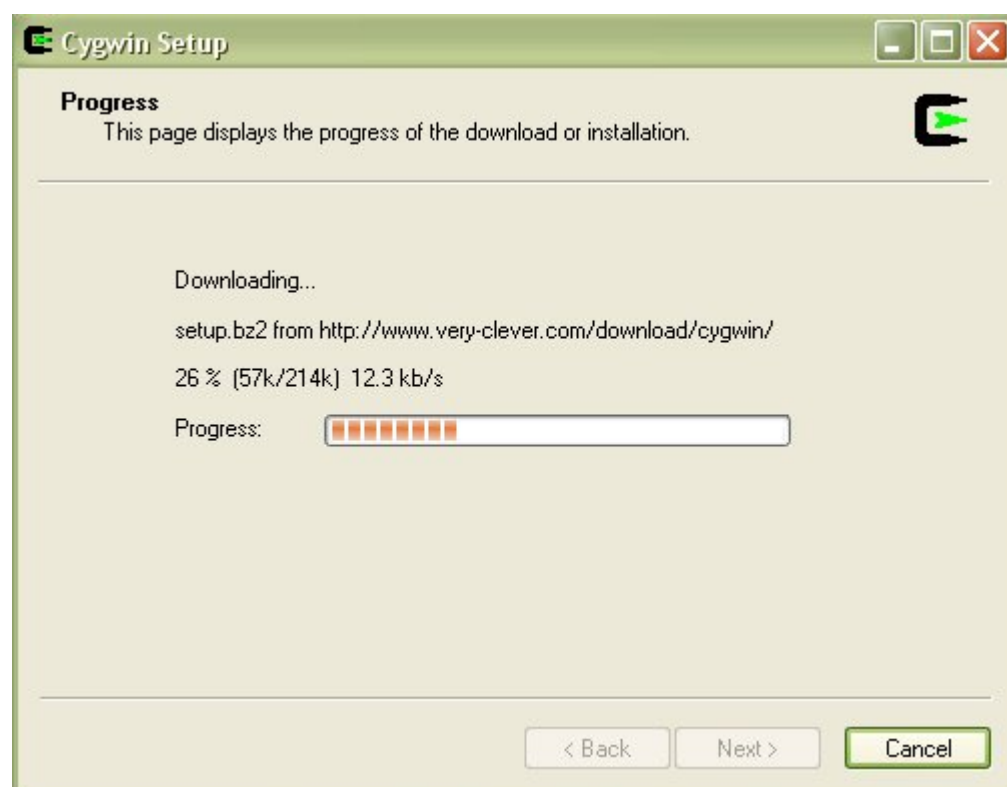 Cygwin Setup
Progress
This page displays the progress of the download or installation.
Downloading...
setup.bz2 from http://www.very-clever.com/download/cygwin/
26 % (57k/214k) 12.3 kb/s
Progress:
< Back Next > Cancel